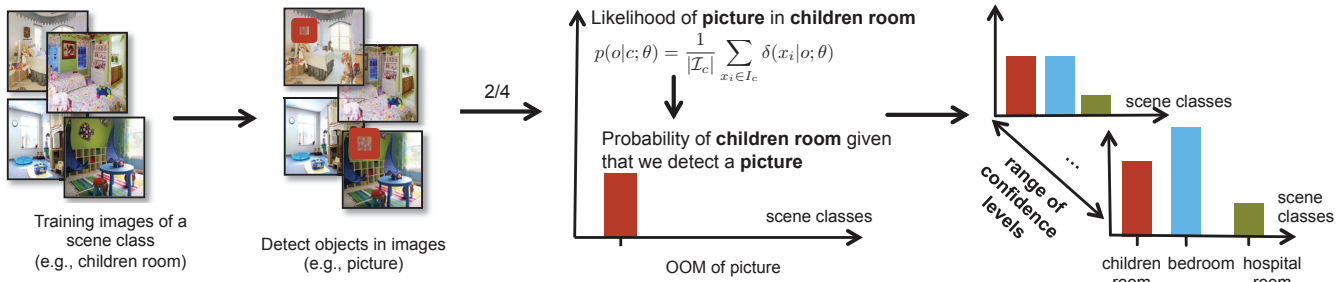 Training images of a
scene class
(e.g., children room)
Detect objects in images
(e.g., picture)
2/4
Likelihood of picture in children room
p(o|c; θ) = 1/|I_c| ∑_{x_i∈I_c} δ(x_i|o; θ)
Probability of children room given
that we detect a picture
scene classes
OOM of picture
scene classes
...
range of
confidence
levels
scene
classes
children
room
bedroom
hospital
room